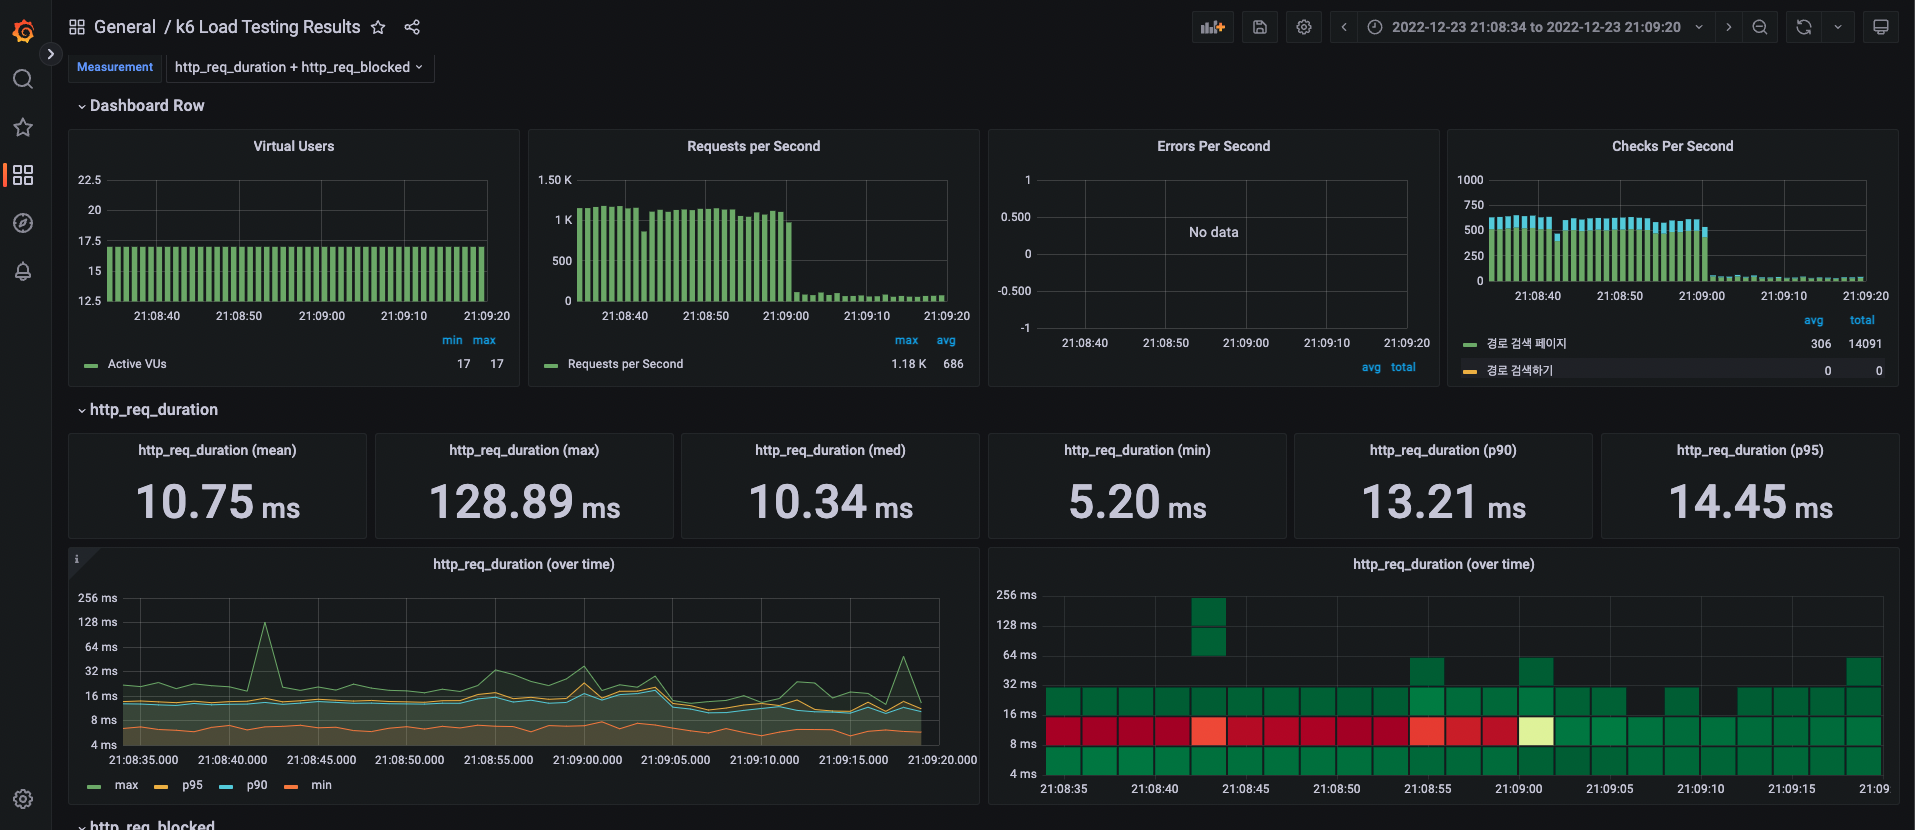 General / k6 Load Testing Results
2022-12-23 21:08:34 to 2022-12-23 21:09:20
Measurement http_req_duration + http_req_blocked
Dashboard Row
Virtual Users
22.5
20
17.5
15
12.5
21:08:40 21:08:50 21:09:00 21:09:10 21:09:20
min max
Active VUs 17 17
Requests per Second
1.50 K
1 K
500
0
21:08:40 21:08:50 21:09:00 21:09:10 21:09:20
max avg
Requests per Second 1.18 K 686
Errors Per Second
1
0.500
0
-0.500
-1
No data
21:08:40 21:08:50 21:09:00 21:09:10 21:09:20
avg total
Checks Per Second
1000
750
500
250
0
21:08:40 21:08:50 21:09:00 21:09:10 21:09:20
avg total
경로 검색 페이지 306 14091
경로 검색하기 0 0
http_req_duration
http_req_duration (mean)
10.75 ms
http_req_duration (max)
128.89 ms
http_req_duration (med)
10.34 ms
http_req_duration (min)
5.20 ms
http_req_duration (p90)
13.21 ms
http_req_duration (p95)
14.45 ms
i
http_req_duration (over time)
256 ms
128 ms
64 ms
32 ms
16 ms
8 ms
4 ms
21:08:35.000 21:08:40.000 21:08:45.000 21:08:50.000 21:08:55.000 21:09:00.000 21:09:05.000 21:09:10.000 21:09:15.000 21:09:20.000
max p95 p90 min
http_req_duration (over time)
256 ms
128 ms
64 ms
32 ms
16 ms
8 ms
4 ms
21:08:35 21:08:40 21:08:45 21:08:50 21:08:55 21:09:00 21:09:05 21:09:10 21:09:15 21:09
http_req_blocked